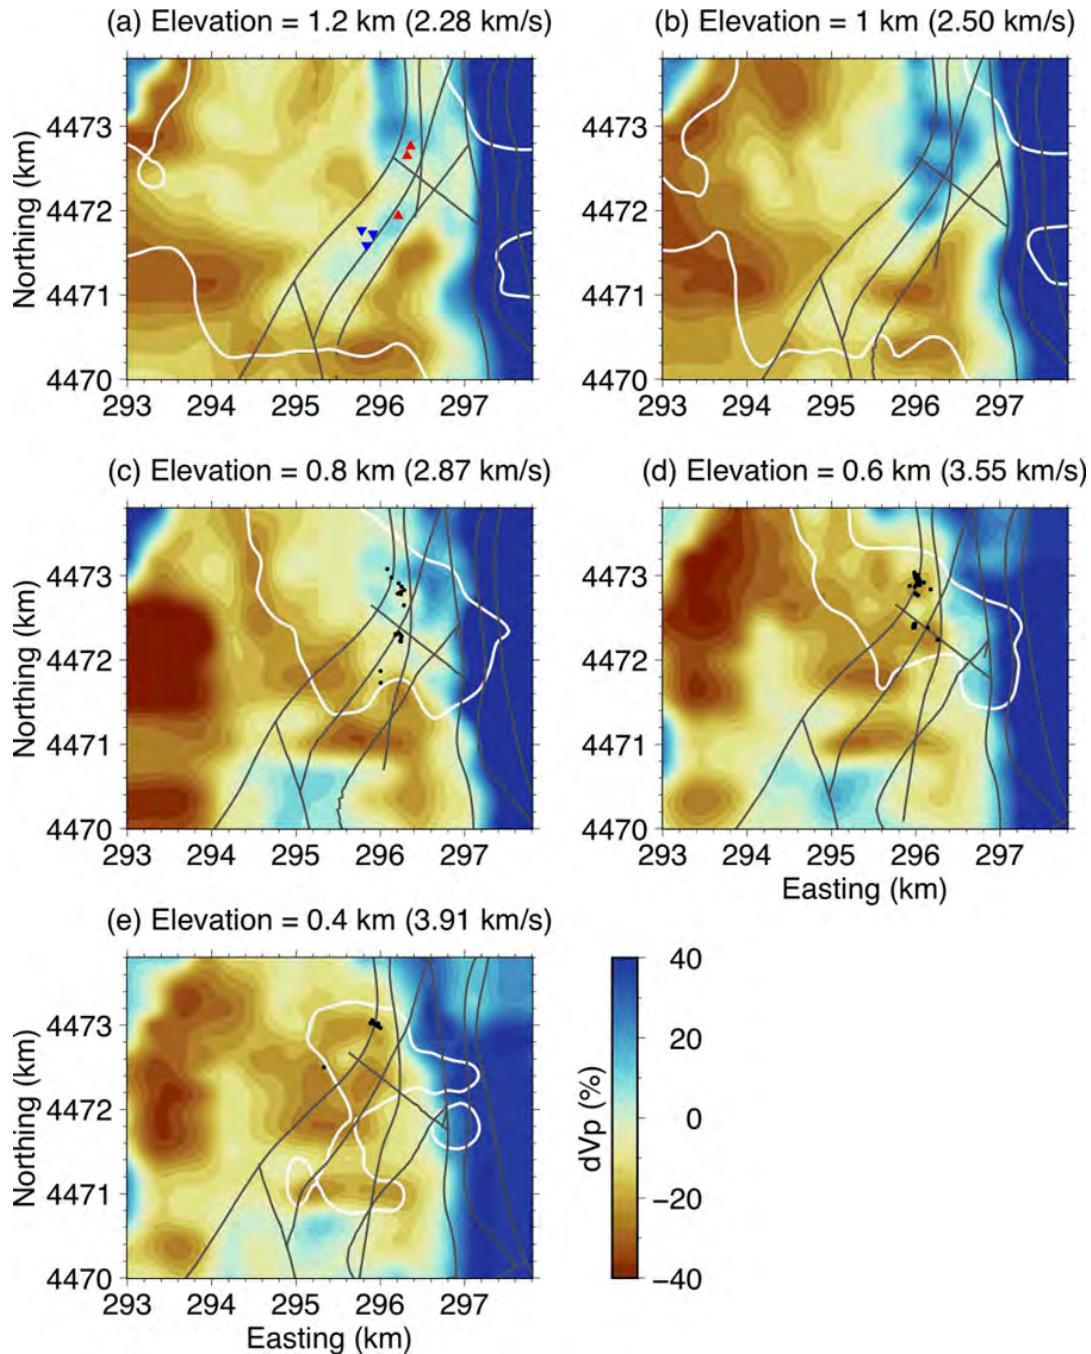 (a) Elevation = 1.2 km (2.28 km/s)
(b) Elevation = 1 km (2.50 km/s)
Northing (km)
4473
4472
4471
4470
293 294 295 296 297
4473
4472
4471
4470
293 294 295 296 297
(c) Elevation = 0.8 km (2.87 km/s)
(d) Elevation = 0.6 km (3.55 km/s)
Northing (km)
4473
4472
4471
4470
293 294 295 296 297
4473
4472
4471
4470
293 294 295 296 297
Easting (km)
(e) Elevation = 0.4 km (3.91 km/s)
Northing (km)
4473
4472
4471
4470
293 294 295 296 297
Easting (km)
dVp (%)
40
20
0
−20
−40